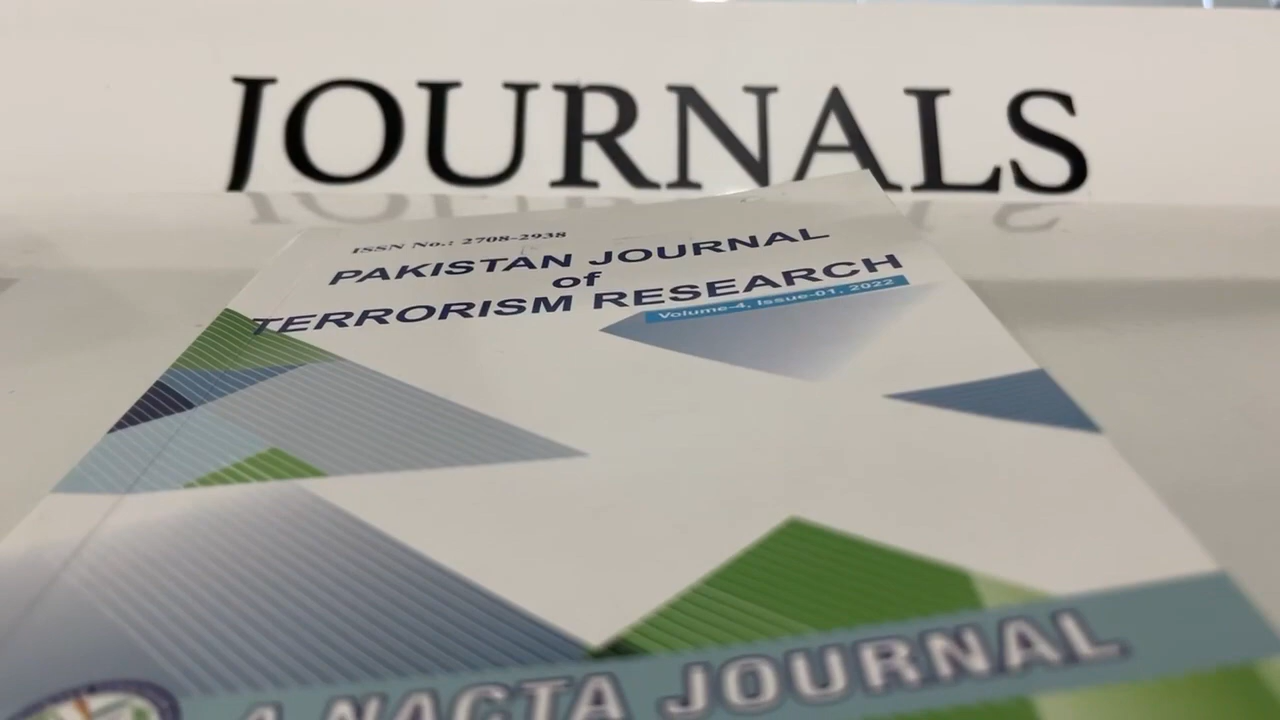 JOURNALS
ISSN No.: 2708-2938
PAKISTAN JOURNAL
of
TERRORISM RESEARCH
Volume-4, Issue-01, 2022
A NACTA JOURNAL